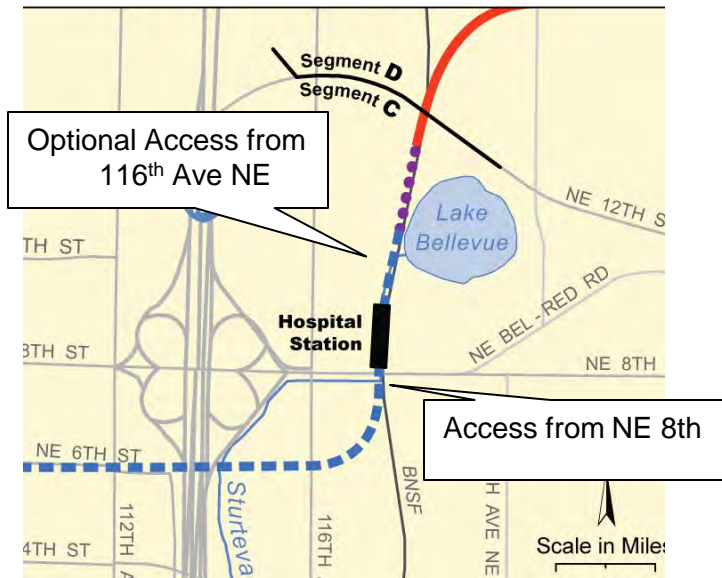 Segment D
Segment C
Optional Access from
116th Ave NE
Lake
Bellevue
NE 12TH S
TH ST
Hospital
Station
NE BEL-RED RD
8TH ST
NE 8TH
Access from NE 8th
NE 6TH ST
BNSF
Sturteva
112TH A
116TH A
TH AVE NE
4TH ST
Scale in Miles